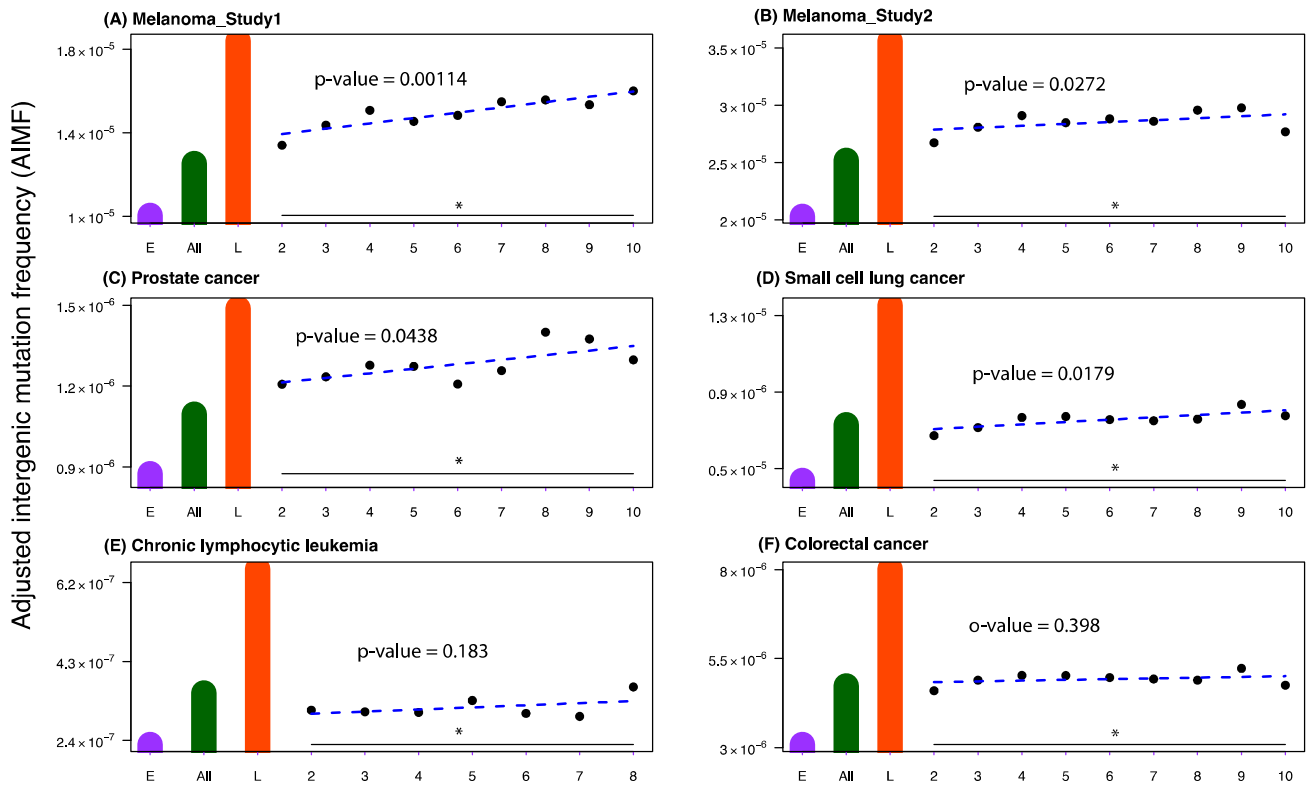 Adjusted intergenic mutation frequency (AIMF)
(A) Melanoma_Study1
1.8 × 10⁻⁵
1.4 × 10⁻⁵
1 × 10⁻⁵
p-value = 0.00114
*
E All L 2 3 4 5 6 7 8 9 10
(B) Melanoma_Study2
3.5 × 10⁻⁵
3 × 10⁻⁵
2.5 × 10⁻⁵
2 × 10⁻⁵
p-value = 0.0272
*
E All L 2 3 4 5 6 7 8 9 10
(C) Prostate cancer
1.5 × 10⁻⁶
1.2 × 10⁻⁶
0.9 × 10⁻⁶
p-value = 0.0438
*
E All L 2 3 4 5 6 7 8 9 10
(D) Small cell lung cancer
1.3 × 10⁻⁵
0.9 × 10⁻⁵
0.5 × 10⁻⁵
p-value = 0.0179
*
E All L 2 3 4 5 6 7 8 9 10
(E) Chronic lymphocytic leukemia
6.2 × 10⁻⁷
4.3 × 10⁻⁷
2.4 × 10⁻⁷
p-value = 0.183
*
E All L 2 3 4 5 6 7 8
(F) Colorectal cancer
8 × 10⁻⁶
5.5 × 10⁻⁶
3 × 10⁻⁶
o-value = 0.398
*
E All L 2 3 4 5 6 7 8 9 10